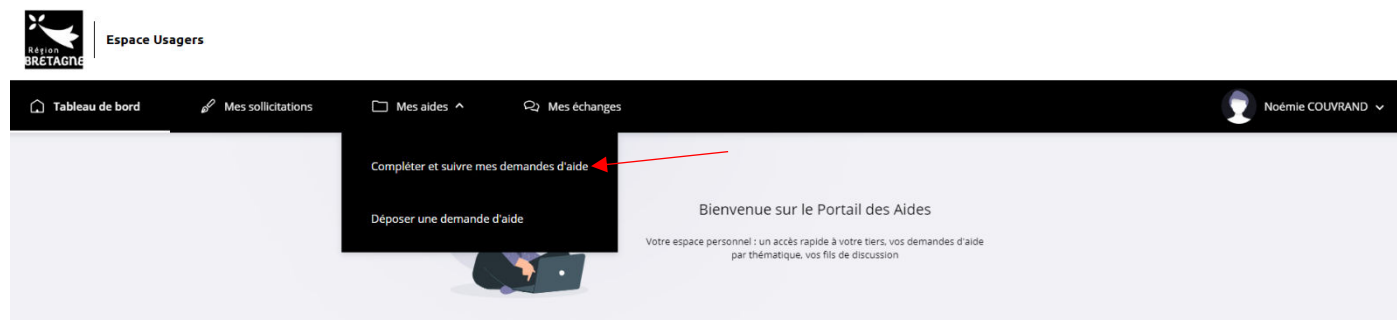 Région
BRETAGNE
Espace Usagers
Tableau de bord
Mes sollicitations
Mes aides
Mes échanges
Noémie COUVRAND
Compléter et suivre mes demandes d'aide
Déposer une demande d'aide
Bienvenue sur le Portail des Aides
Votre espace personnel : un accès rapide à votre tiers, vos demandes d'aide
par thématique, vos fils de discussion